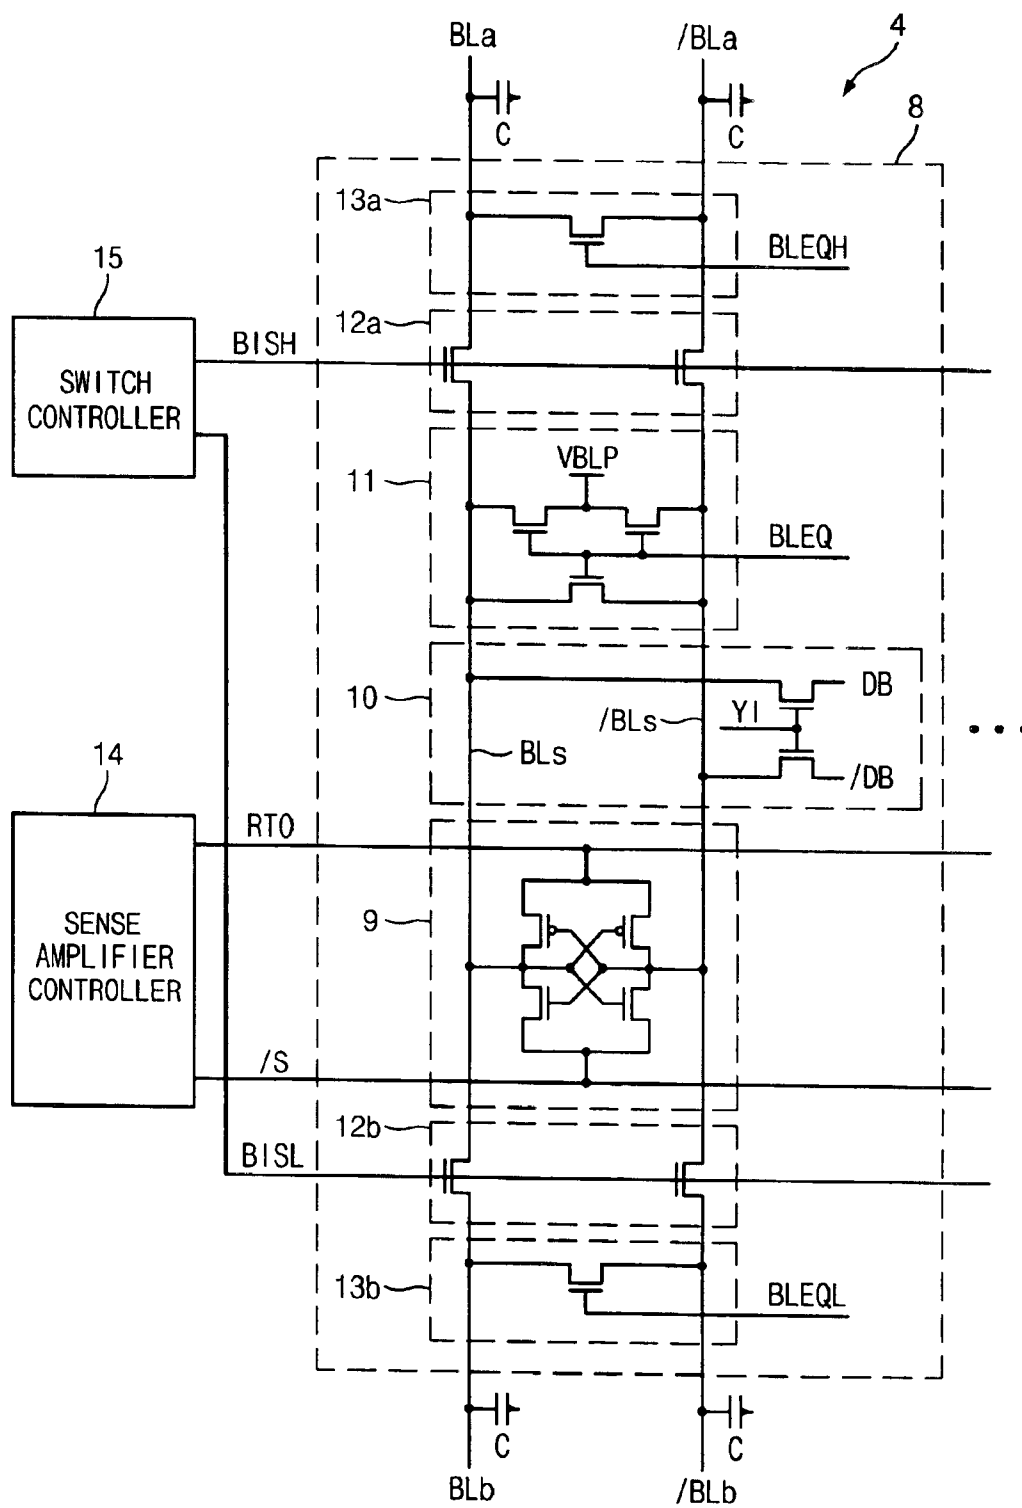 BLa
/BLa
4
C
C
8
13a
BLEQH
15
12a
BISH
SWITCH
CONTROLLER
11
VBLP
BLEQ
10
DB
YI
/BLs
BLs
/DB
14
RTO
9
SENSE
AMPLIFIER
CONTROLLER
/S
12b
BISL
13b
BLEQL
C
C
BLb
/BLb